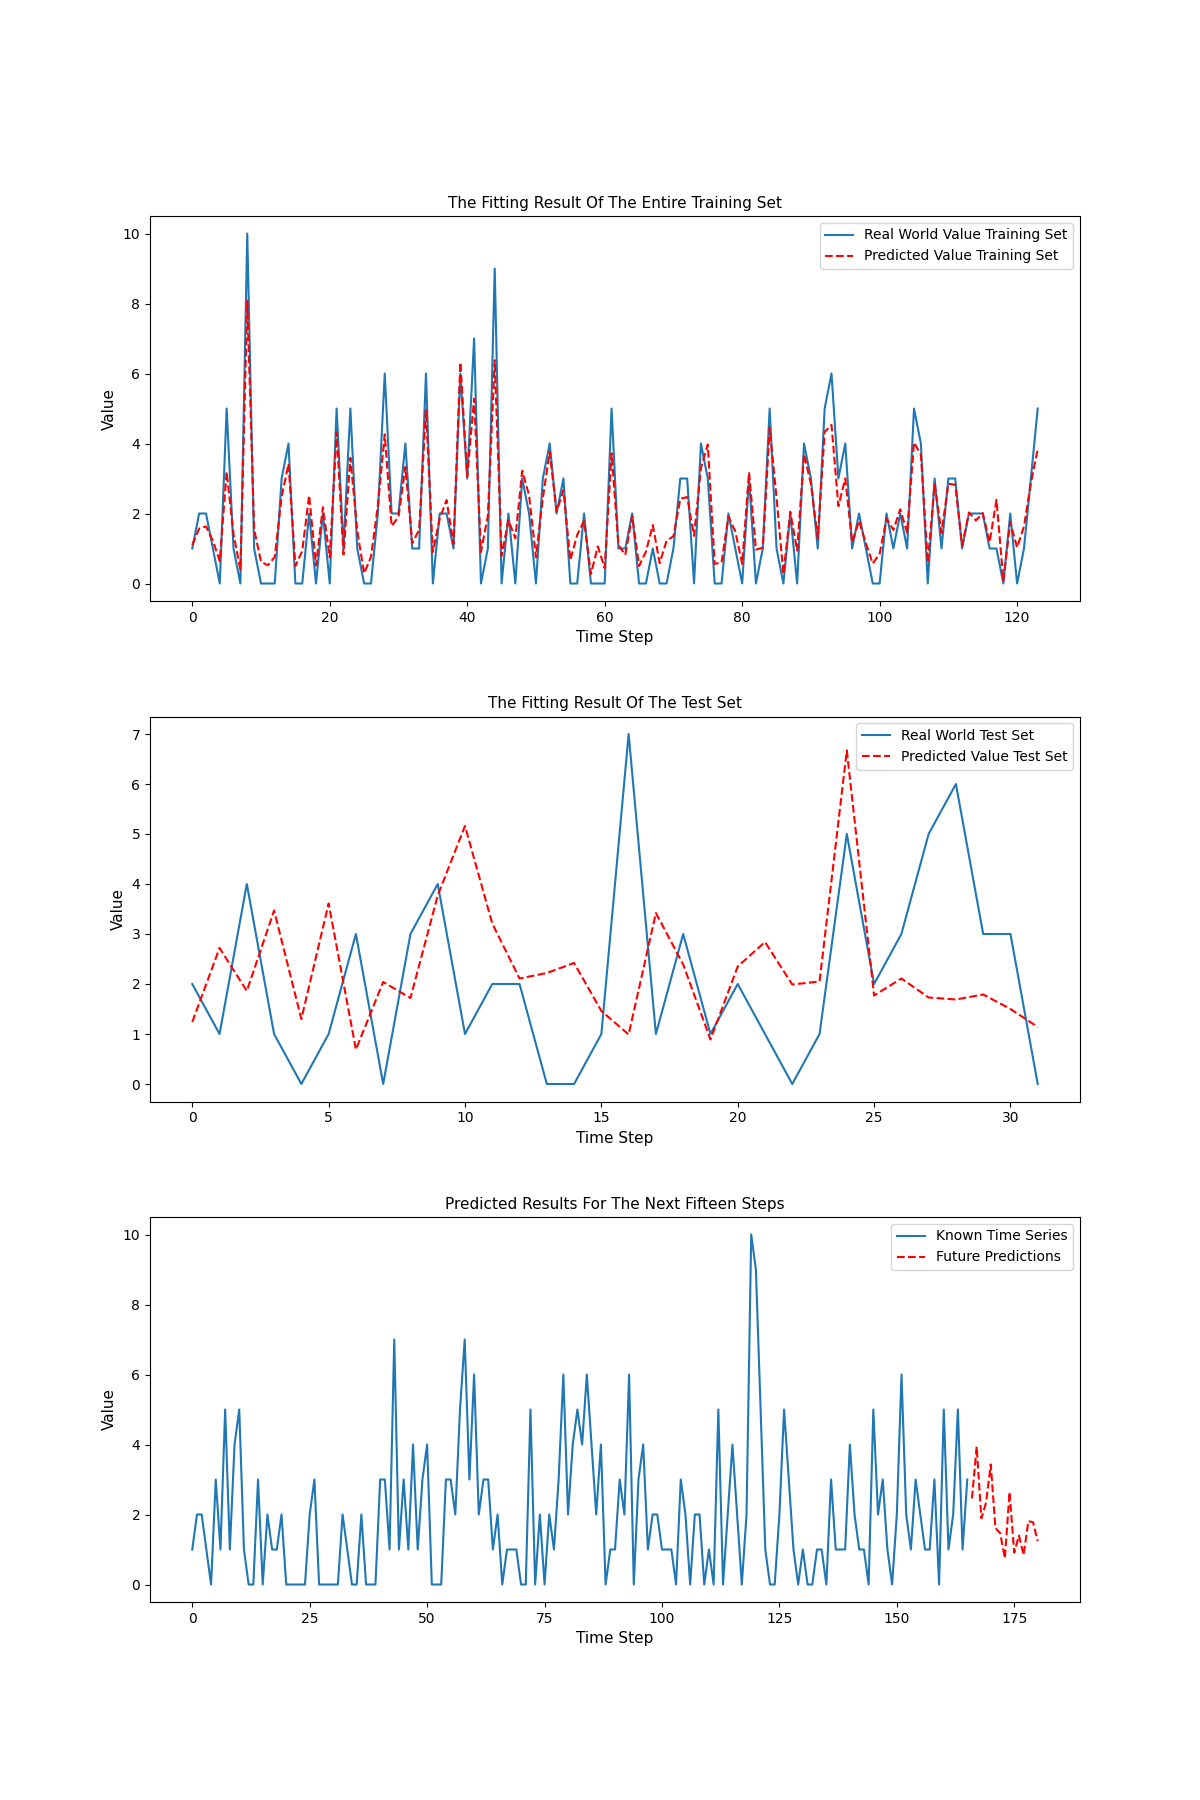 The Fitting Result Of The Entire Training Set
Value
10
8
6
4
2
0
Real World Value Training Set
Predicted Value Training Set
0 20 40 60 80 100 120
Time Step
The Fitting Result Of The Test Set
Value
7
6
5
4
3
2
1
0
Real World Test Set
Predicted Value Test Set
0 5 10 15 20 25 30
Time Step
Predicted Results For The Next Fifteen Steps
Value
10
8
6
4
2
0
Known Time Series
Future Predictions
0 25 50 75 100 125 150 175
Time Step